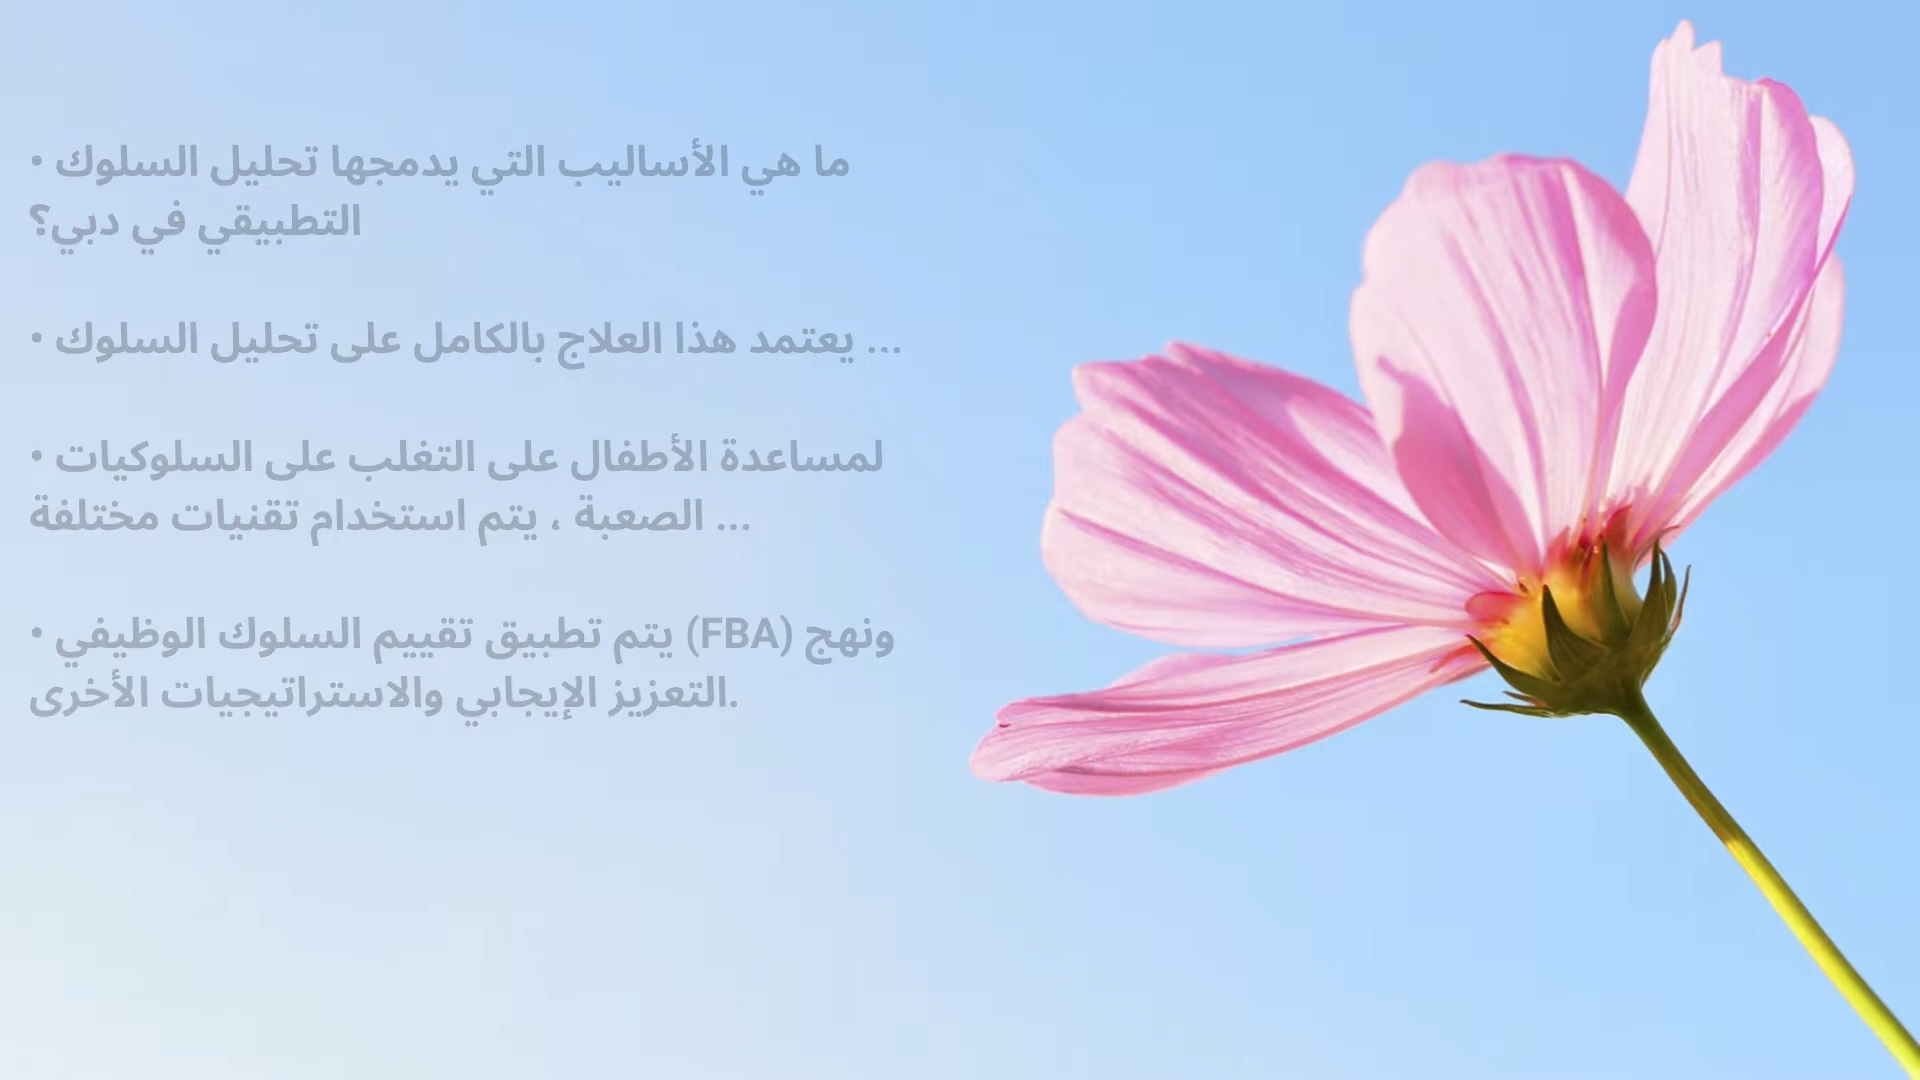 • ما هي الأساليب التي يدمجها تحليل السلوك
التطبيقي في دبي؟
• يعتمد هذا العلاج بالكامل على تحليل السلوك ...
• لمساعدة الأطفال على التغلب على السلوكيات
الصعبة ، يتم استخدام تقنيات مختلفة ...
• يتم تطبيق تقييم السلوك الوظيفي (FBA) ونهج
التعزيز الإيجابي والاستراتيجيات الأخرى.